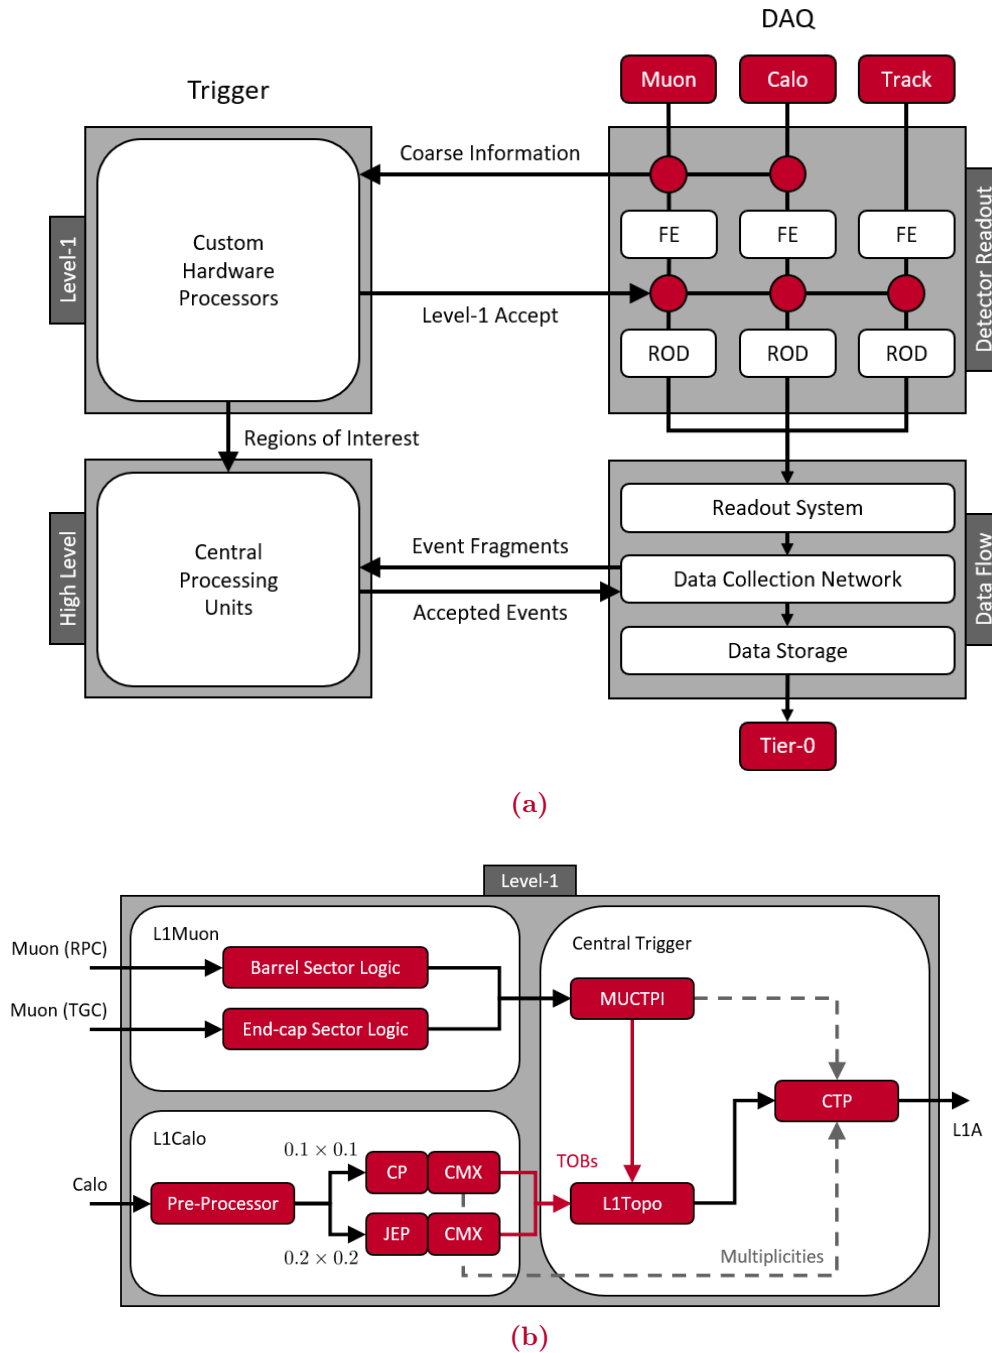 DAQ
Muon
Calo
Track
Trigger
Coarse Information
Custom
Hardware
Processors
Level-1
FE
FE
FE
Detector Readout
Level-1 Accept
ROD
ROD
ROD
Regions of Interest
Readout System
High Level
Central
Processing
Units
Event Fragments
Accepted Events
Data Collection Network
Data Flow
Data Storage
Tier-0
(a)
Level-1
L1Muon
Muon (RPC)
Barrel Sector Logic
Muon (TGC)
End-cap Sector Logic
Central Trigger
MUCTPI
CTP
L1A
L1Calo
0.1 × 0.1
Calo
Pre-Processor
CP
CMX
JEP
CMX
0.2 × 0.2
TOBs
L1Topo
Multiplicities
(b)